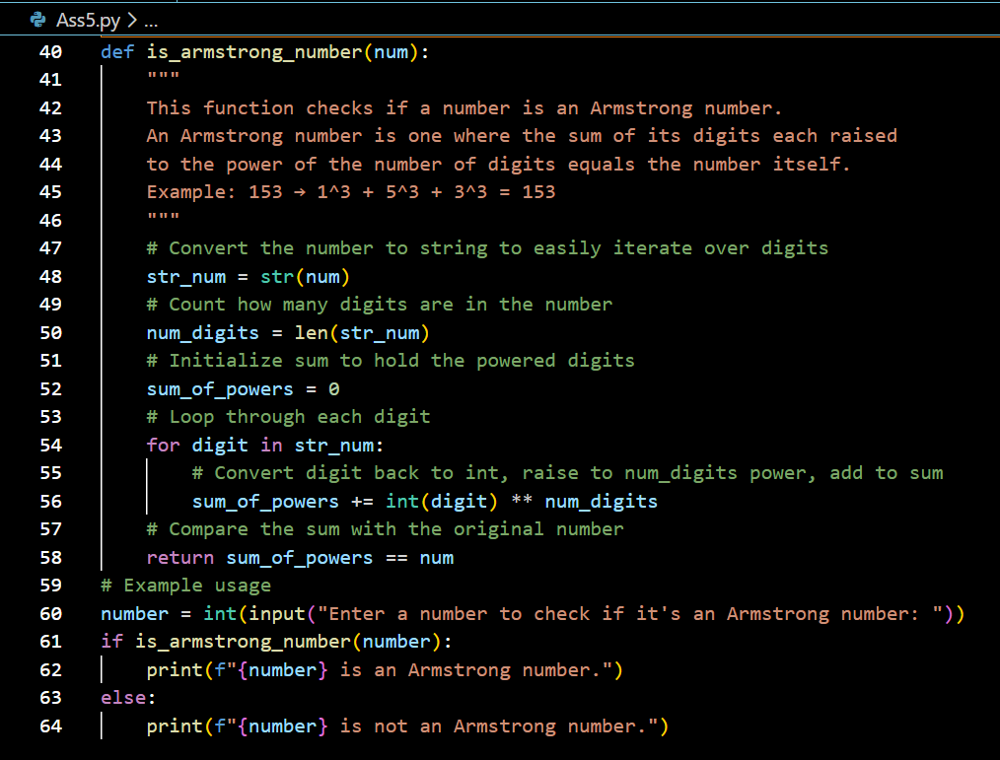 Ass5.py > ...
40 def is_armstrong_number(num):
41     """
42     This function checks if a number is an Armstrong number.
43     An Armstrong number is one where the sum of its digits each raised
44     to the power of the number of digits equals the number itself.
45     Example: 153 → 1^3 + 5^3 + 3^3 = 153
46     """
47     # Convert the number to string to easily iterate over digits
48     str_num = str(num)
49     # Count how many digits are in the number
50     num_digits = len(str_num)
51     # Initialize sum to hold the powered digits
52     sum_of_powers = 0
53     # Loop through each digit
54     for digit in str_num:
55         # Convert digit back to int, raise to num_digits power, add to sum
56         sum_of_powers += int(digit) ** num_digits
57     # Compare the sum with the original number
58     return sum_of_powers == num
59 # Example usage
60 number = int(input("Enter a number to check if it's an Armstrong number: "))
61 if is_armstrong_number(number):
62     print(f"{number} is an Armstrong number.")
63 else:
64     print(f"{number} is not an Armstrong number.")